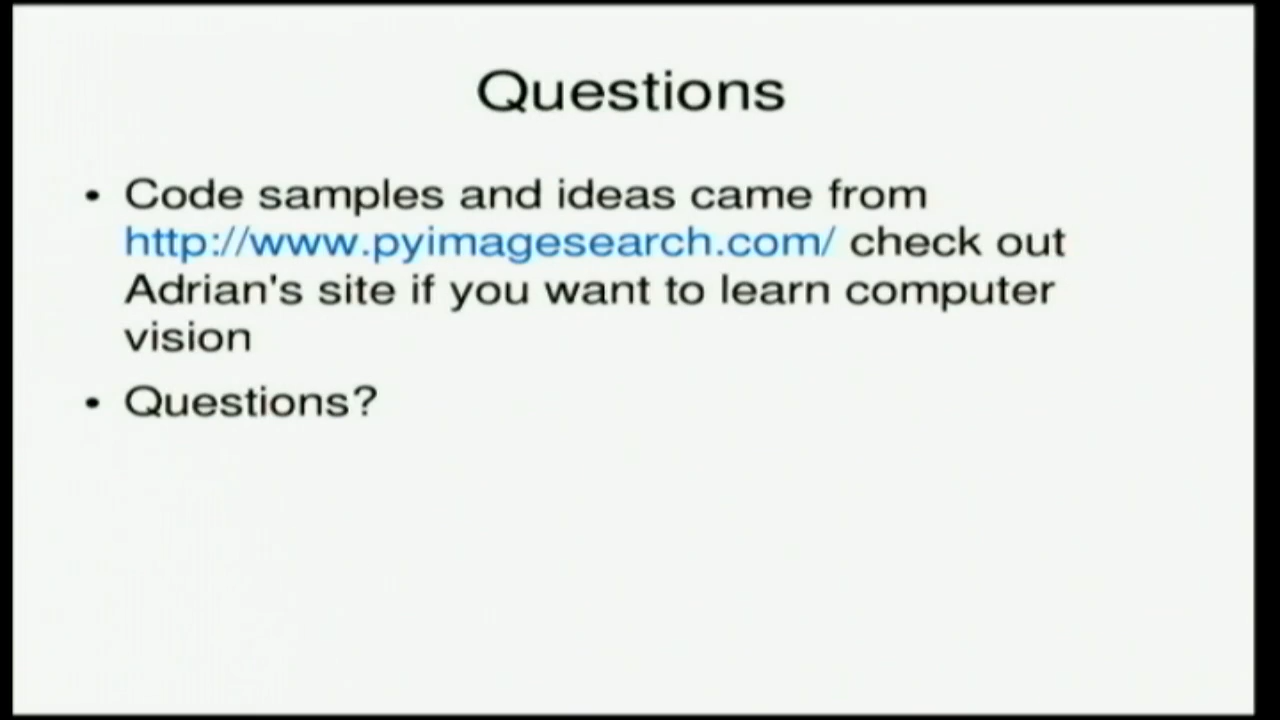 Questions
• Code samples and ideas came from
http://www.pyimagesearch.com/ check out
Adrian's site if you want to learn computer
vision
• Questions?